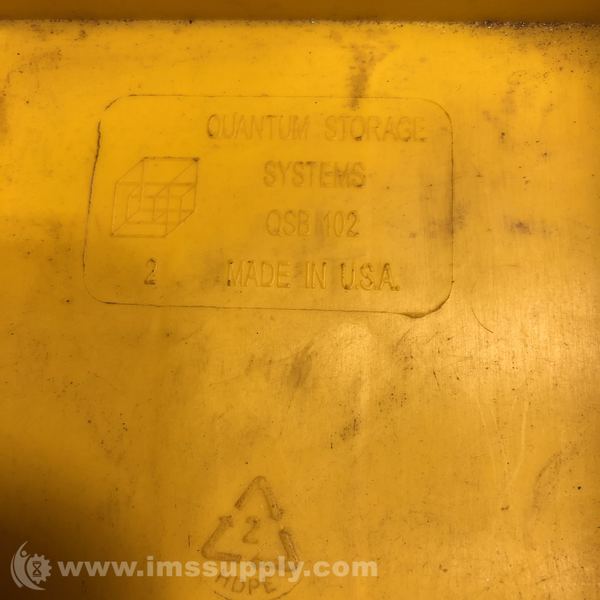 QUANTUM STORAGE
SYSTEMS
QSB 102
2 MADE IN U.S.A.
2
HDPE
www.imssupply.com